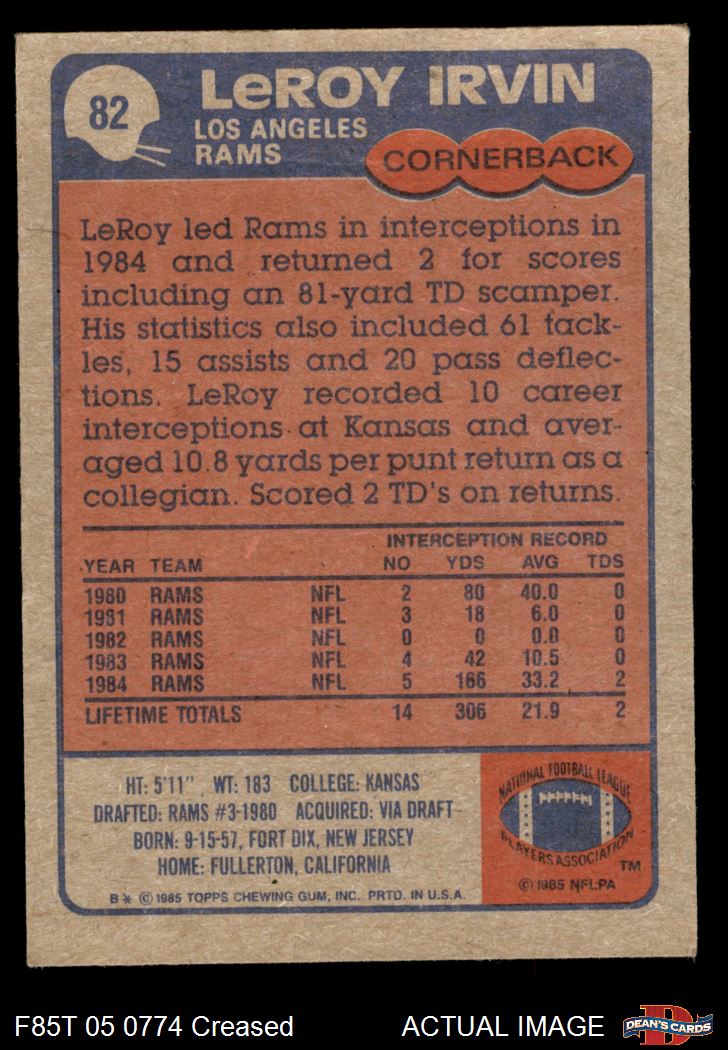 82
LeROY IRVIN
LOS ANGELES
RAMS
CORNERBACK
LeRoy led Rams in interceptions in
1984 and returned 2 for scores
including an 81-yard TD scamper.
His statistics also included 61 tack-
les, 15 assists and 20 pass deflec-
tions. LeRoy recorded 10 career
interceptions at Kansas and aver-
aged 10.8 yards per punt return as a
collegian. Scored 2 TD's on returns.
INTERCEPTION RECORD
YEAR TEAM NO YDS AVG TDS
1980 RAMS NFL 2 80 40.0 0
1981 RAMS NFL 3 18 6.0 0
1982 RAMS NFL 0 0 0.0 0
1983 RAMS NFL 4 42 10.5 0
1984 RAMS NFL 5 166 33.2 2
LIFETIME TOTALS 14 306 21.9 2
HT: 5'11" WT: 183 COLLEGE: KANSAS
DRAFTED: RAMS #3-1980 ACQUIRED: VIA DRAFT
BORN: 9-15-57, FORT DIX, NEW JERSEY
HOME: FULLERTON, CALIFORNIA
B* © 1985 TOPPS CHEWING GUM, INC. PRTD. IN U.S.A.
NATIONAL FOOTBALL LEAGUE
PLAYERS ASSOCIATION
TM
© 1985 NFLPA
F85T 05 0774 Creased
ACTUAL IMAGE
D
DEAN'S CARDS